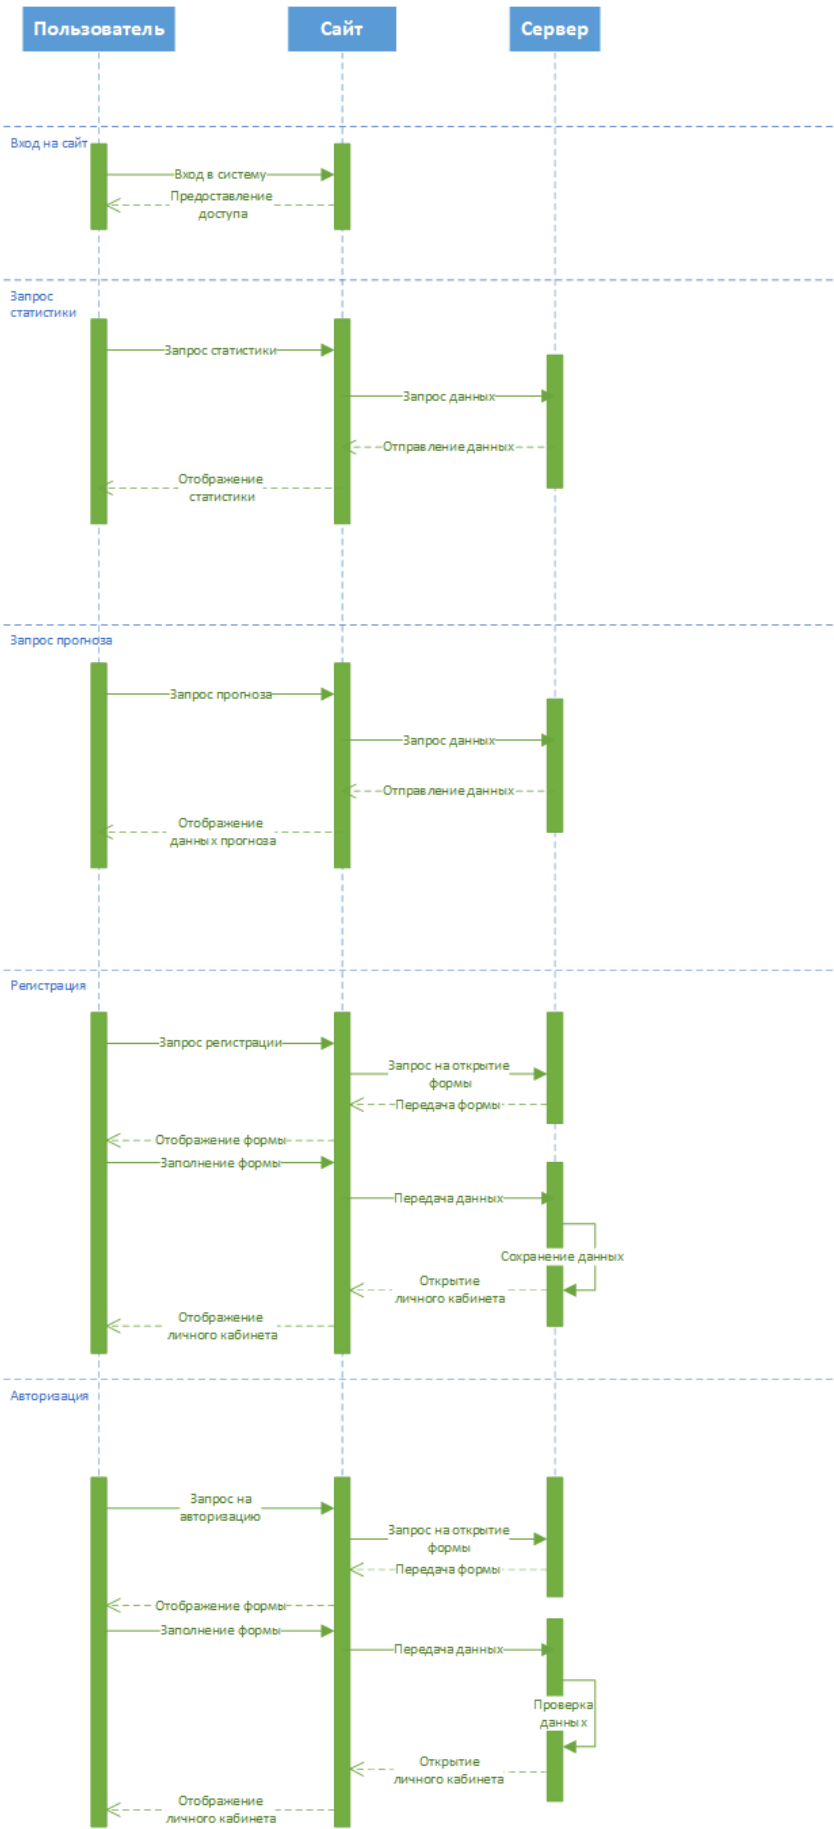 Пользователь
Сайт
Сервер
Вход на сайт
Вход в систему
Предоставление
доступа
Запрос
статистики
Запрос статистики
Запрос данных
Отправление данных
Отображение
статистики
Запрос прогноза
Запрос прогноза
Запрос данных
Отправление данных
Отображение
данных прогноза
Регистрация
Запрос регистрации
Запрос на открытие
формы
Передача формы
Отображение формы
Заполнение формы
Передача данных
Сохранение данных
Открытие
личного кабинета
Отображение
личного кабинета
Авторизация
Запрос на
авторизацию
Запрос на открытие
формы
Передача формы
Отображение формы
Заполнение формы
Передача данных
Проверка
данных
Открытие
личного кабинета
Отображение
личного кабинета